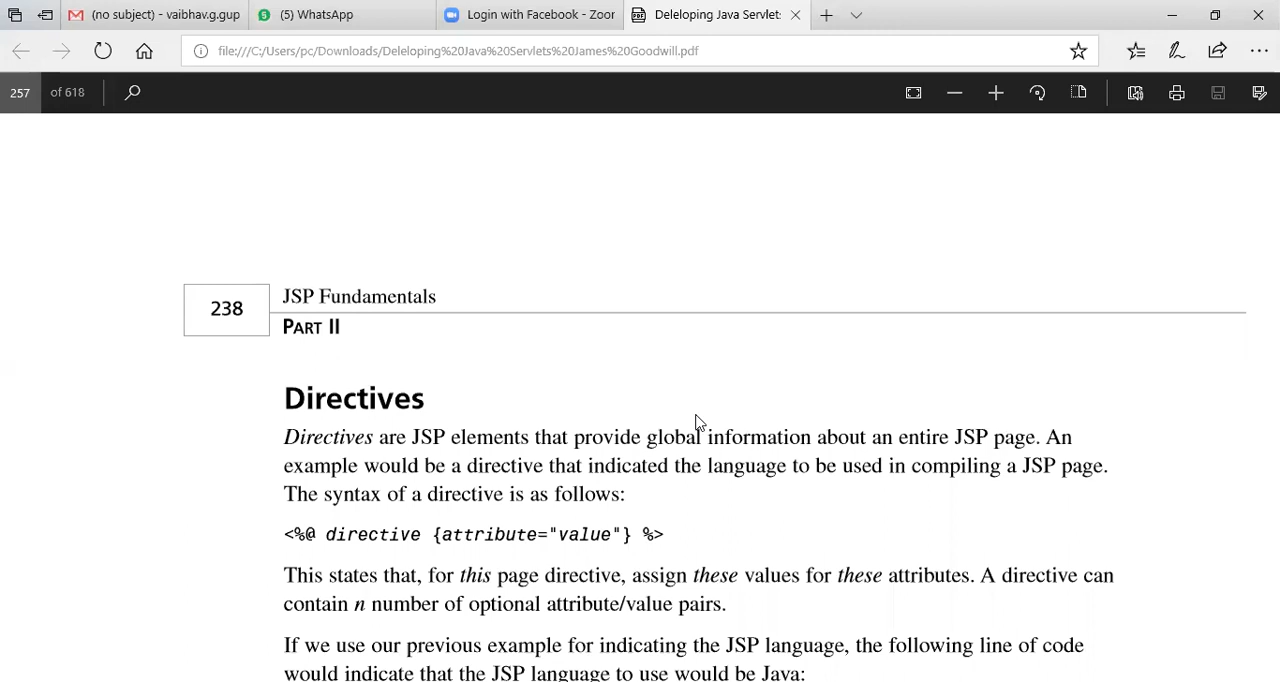 (no subject) - vaibhav.g.gup
(5) WhatsApp
Login with Facebook - Zoor
Deleloping Java Servlet:
file:///C:/Users/pc/Downloads/Deleloping%20Java%20Servlets%20James%20Goodwill.pdf
257 of 618
238
JSP Fundamentals
PART II
Directives
Directives are JSP elements that provide global information about an entire JSP page. An
example would be a directive that indicated the language to be used in compiling a JSP page.
The syntax of a directive is as follows:
<%@ directive {attribute="value"} %>
This states that, for this page directive, assign these values for these attributes. A directive can
contain n number of optional attribute/value pairs.
If we use our previous example for indicating the JSP language, the following line of code
would indicate that the JSP language to use would be Java: